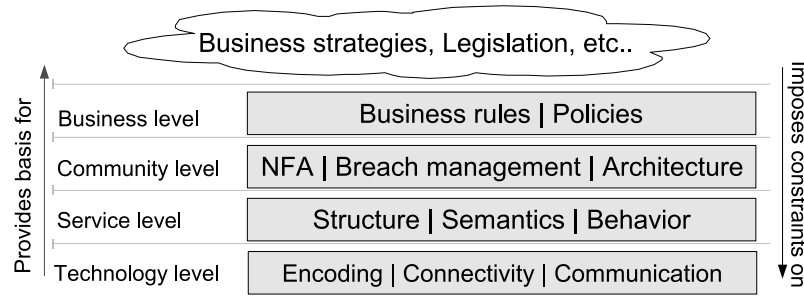 Business strategies, Legislation, etc..
Provides basis for
Imposes constraints on
Business level
Business rules | Policies
Community level
NFA | Breach management | Architecture
Service level
Structure | Semantics | Behavior
Technology level
Encoding | Connectivity | Communication